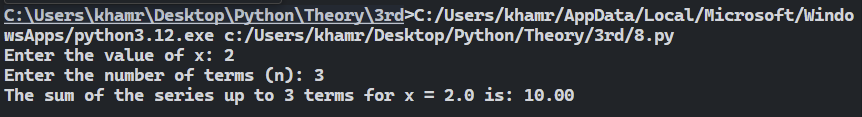 C:\Users\khamr\Desktop\Python\Theory\3rd>C:/Users/khamr/AppData/Local/Microsoft/Windo
wsApps/python3.12.exe c:/Users/khamr/Desktop/Python/Theory/3rd/8.py
Enter the value of x: 2
Enter the number of terms (n): 3
The sum of the series up to 3 terms for x = 2.0 is: 10.00